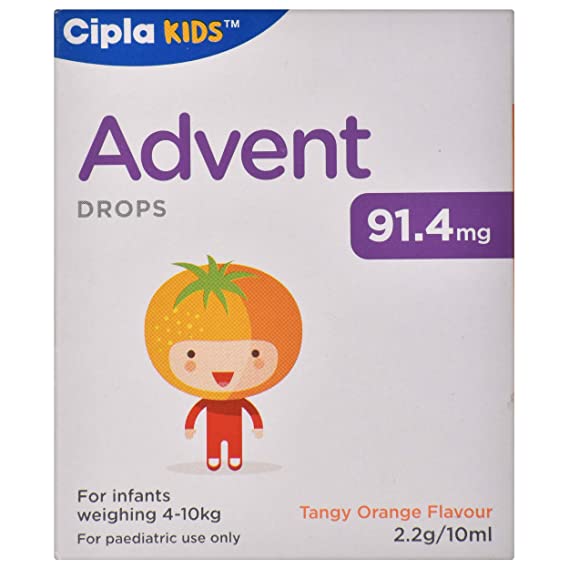 Cipla KIDS™
Advent
DROPS
91.4mg
For infants
weighing 4-10kg
For paediatric use only
Tangy Orange Flavour
2.2g/10ml